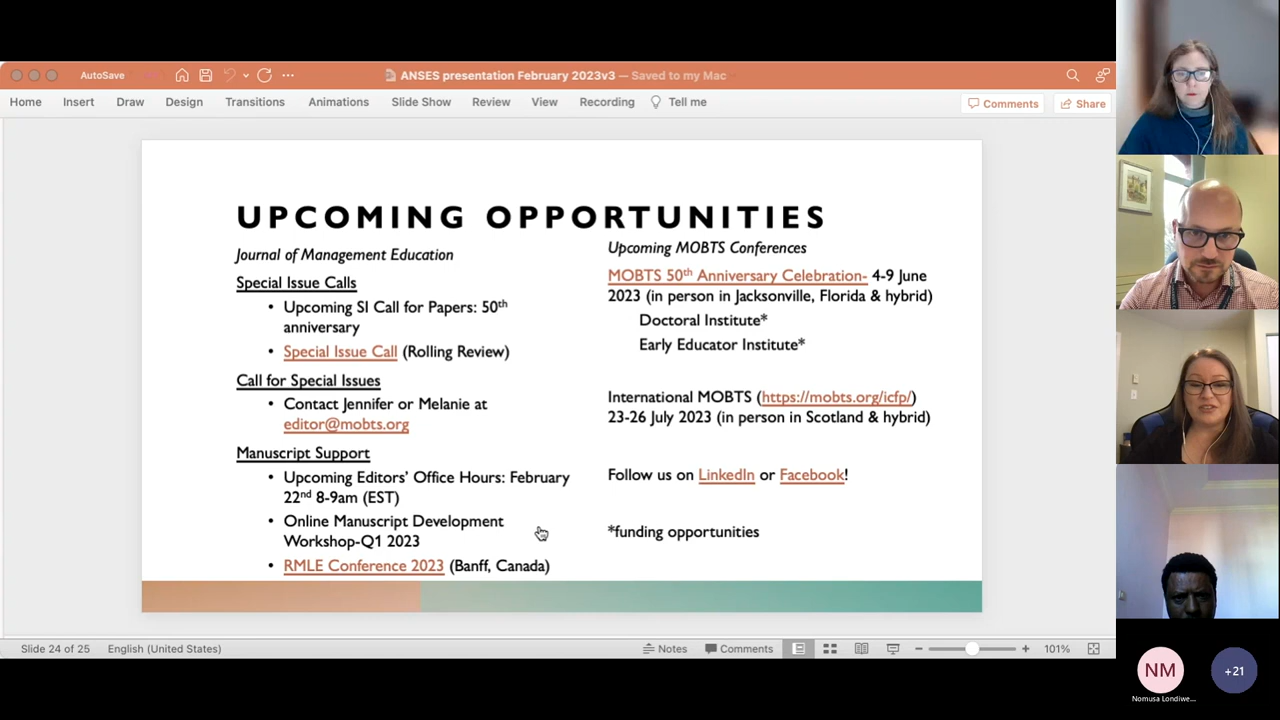 AutoSave
ANSES presentation February 2023v3 — Saved to my Mac
Home Insert Draw Design Transitions Animations Slide Show Review View Recording Tell me
Comments Share
UPCOMING OPPORTUNITIES
Journal of Management Education
Special Issue Calls
• Upcoming SI Call for Papers: 50th
anniversary
• Special Issue Call (Rolling Review)
Call for Special Issues
• Contact Jennifer or Melanie at
editor@mobts.org
Manuscript Support
• Upcoming Editors' Office Hours: February
22nd 8-9am (EST)
• Online Manuscript Development
Workshop-Q1 2023
• RMLE Conference 2023 (Banff, Canada)
Upcoming MOBTS Conferences
MOBTS 50th Anniversary Celebration- 4-9 June
2023 (in person in Jacksonville, Florida & hybrid)
Doctoral Institute*
Early Educator Institute*
International MOBTS (https://mobts.org/icfp/)
23-26 July 2023 (in person in Scotland & hybrid)
Follow us on LinkedIn or Facebook!
*funding opportunities
Slide 24 of 25 English (United States)
Notes Comments
101%
NM
Nomusa Londiwe...
+21